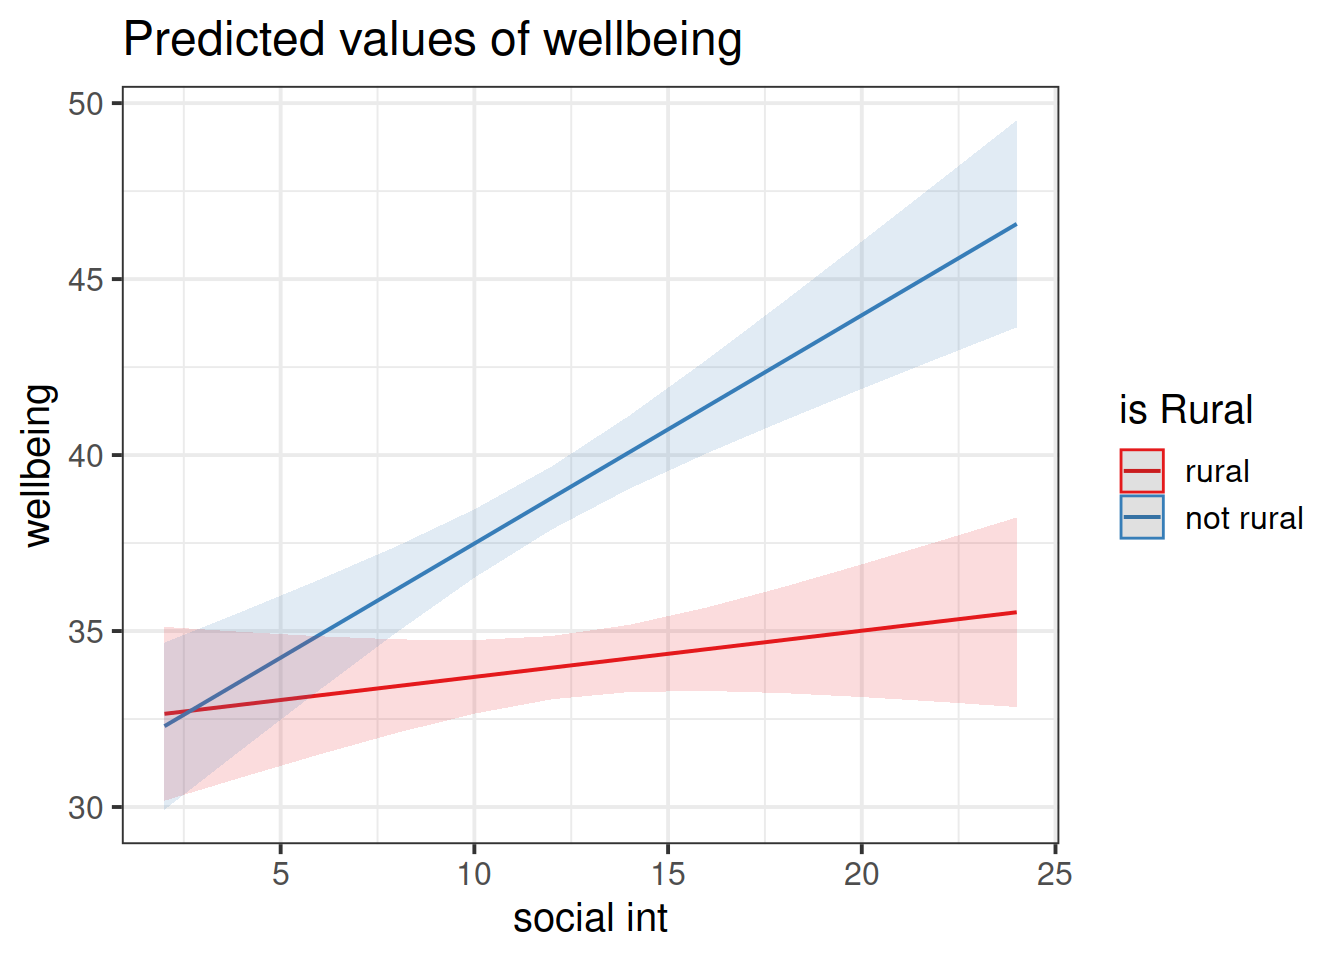 Predicted values of wellbeing
50
45
40
35
30
wellbeing
5 10 15 20 25
social int
is Rural
rural
not rural